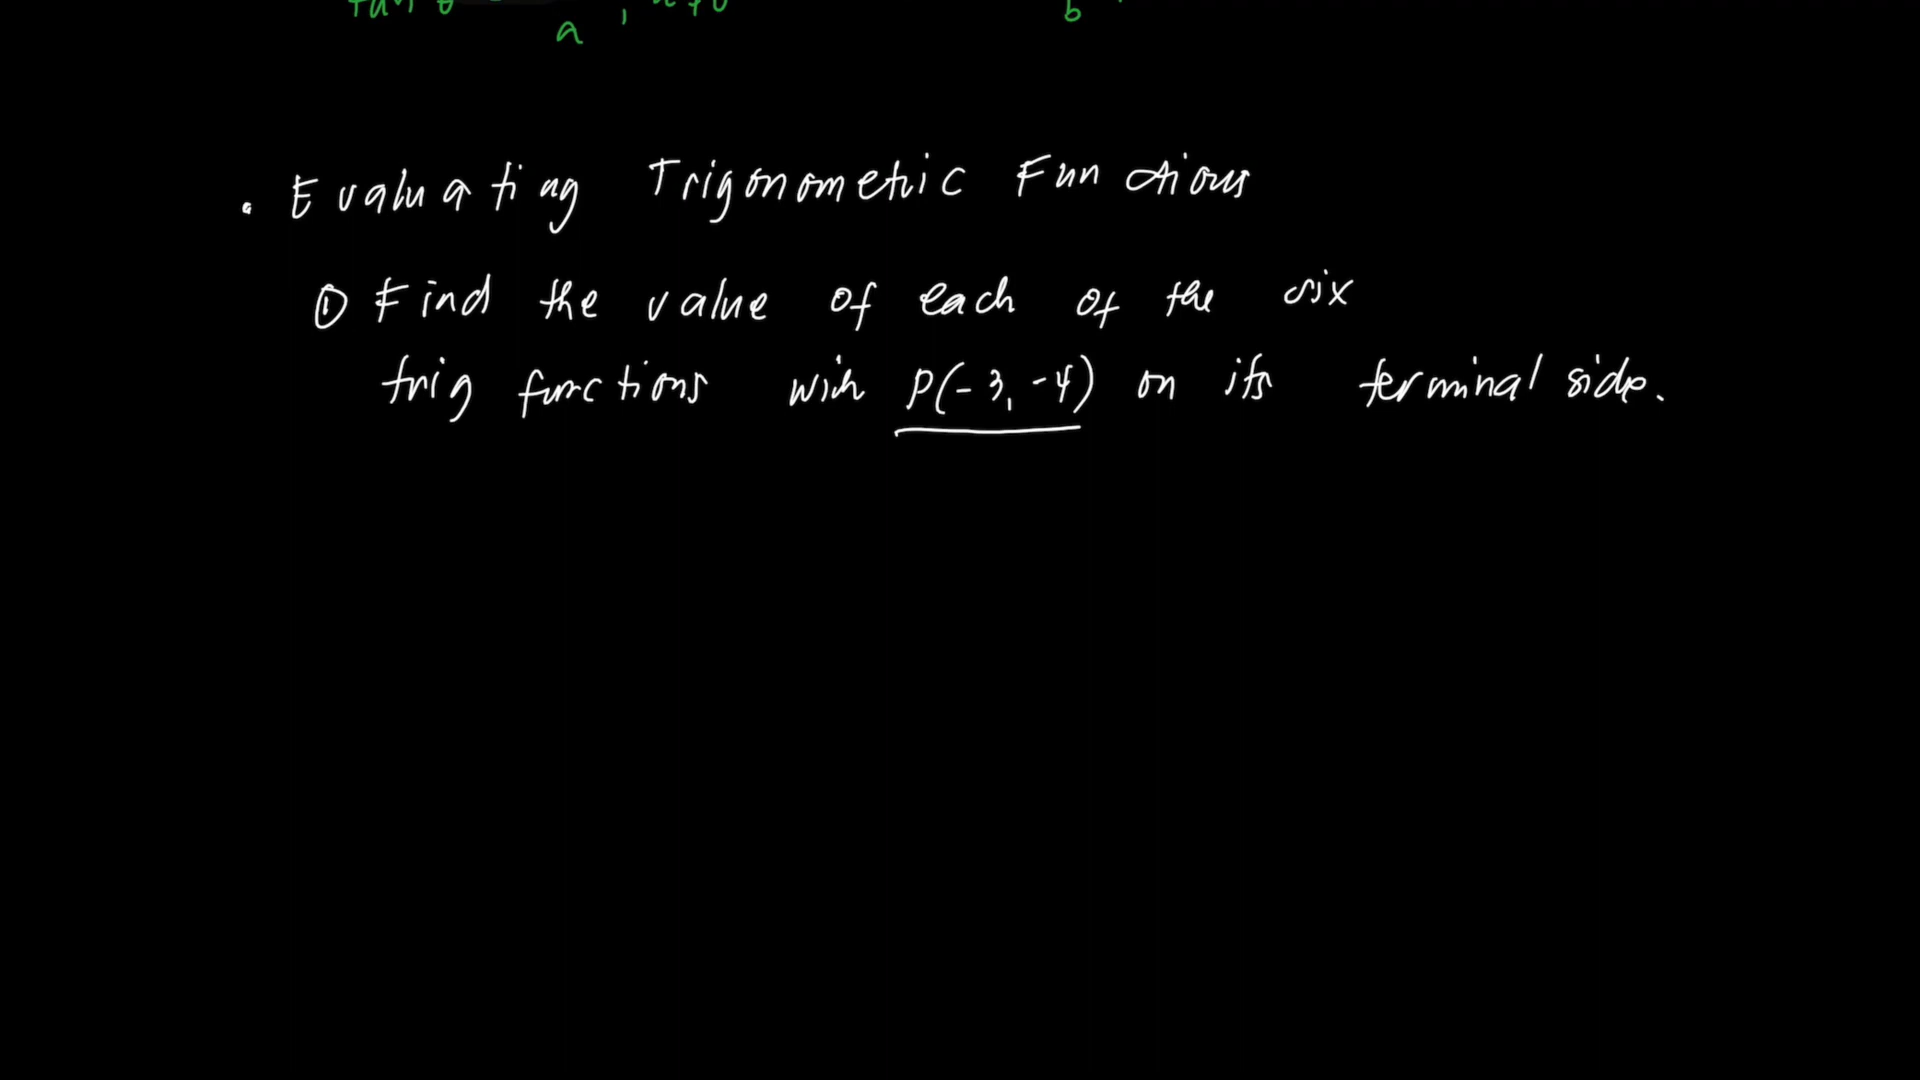 a b
• Evaluating Trigonometric Functions
① Find the value of each of the six
trig functions with P(-3, -4) on its terminal side.